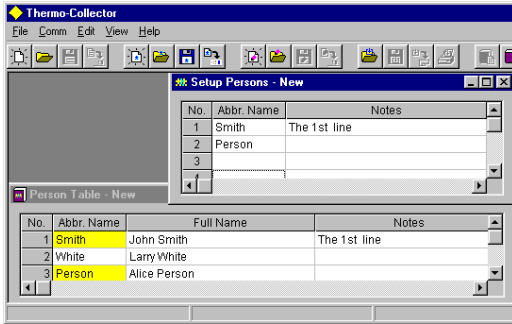 Thermo-Collector
File Comm Edit View Help
Setup Persons - New
No. Abbr. Name Notes
1 Smith The 1st line
2 Person
3
Person Table - New
No. Abbr. Name Full Name Notes
1 Smith John Smith The 1st line
2 White Larry White
3 Person Alice Person